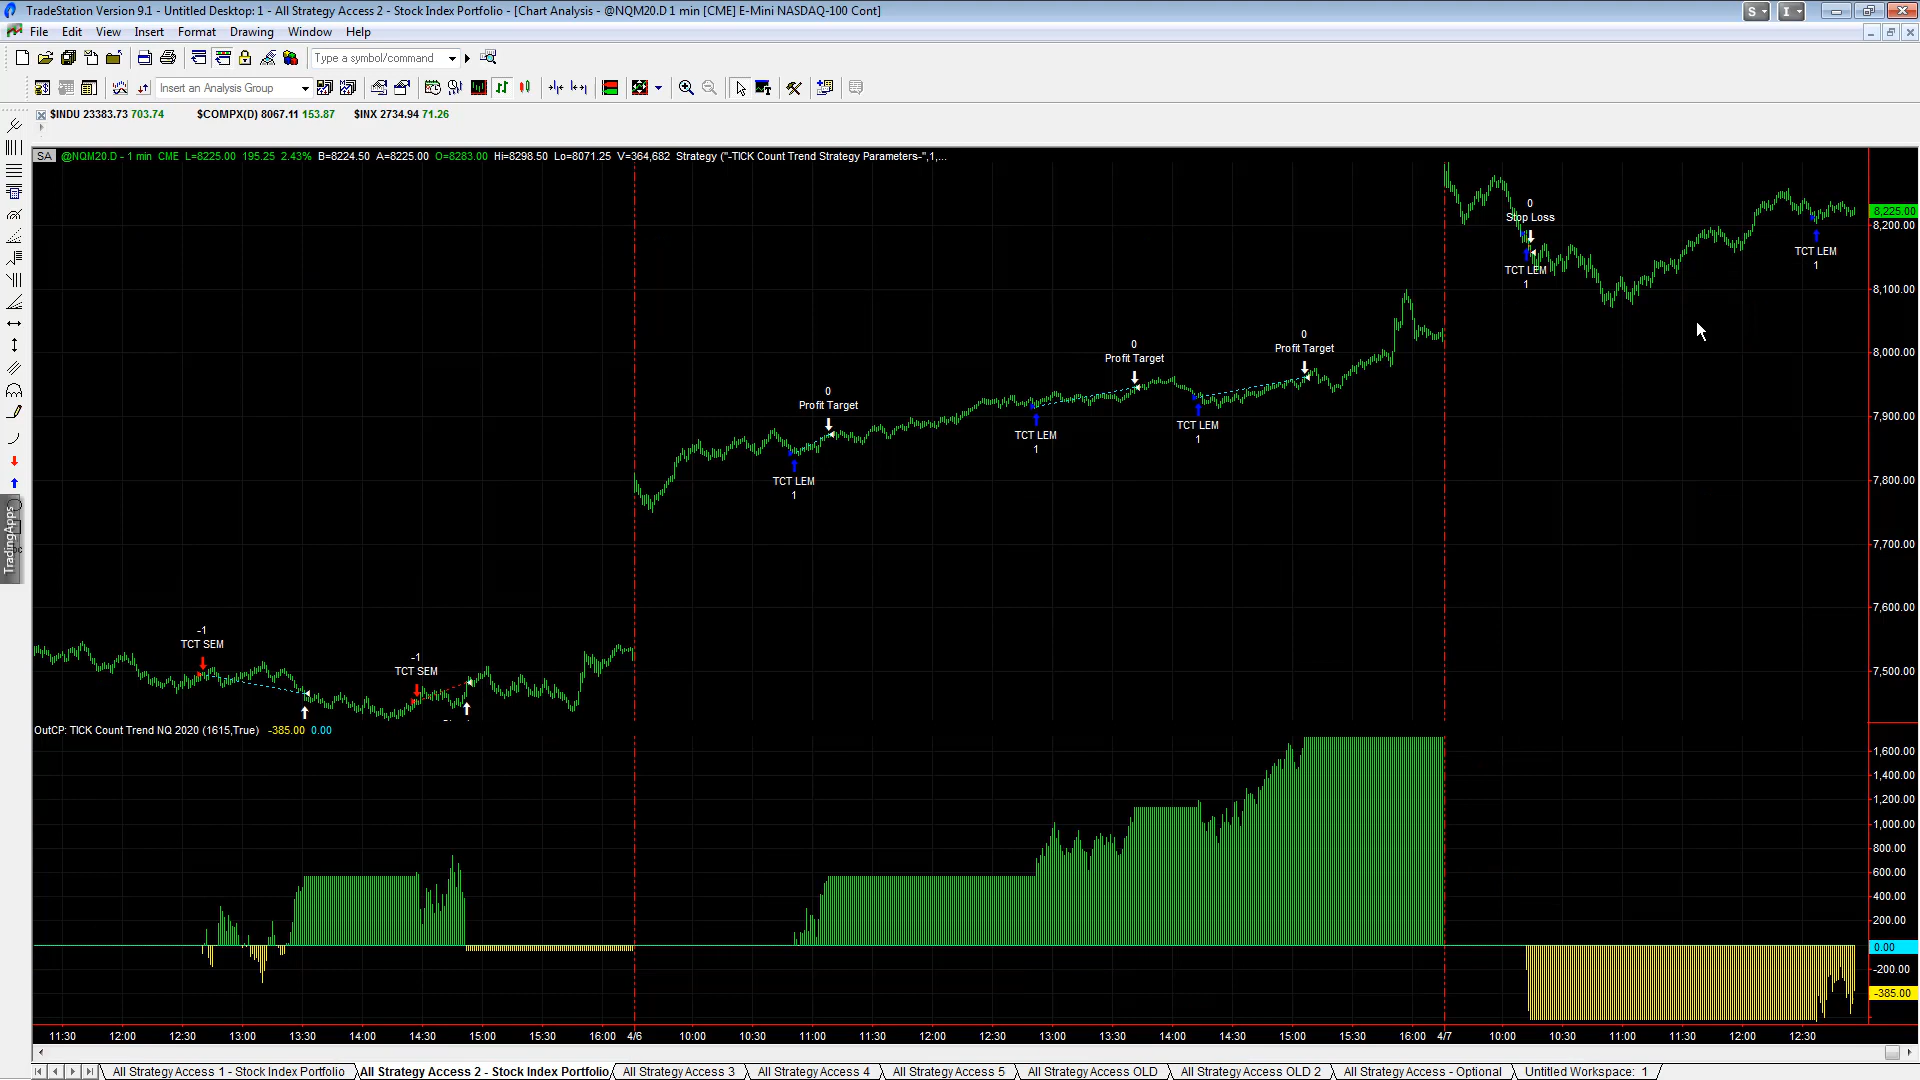 TradeStation Version 9.1 - Untitled Desktop: 1 - All Strategy Access 2 - Stock Index Portfolio - [Chart Analysis - @NQM20.D 1 min [CME] E-Mini NASDAQ-100 Cont]
S
I
File Edit View Insert Format Drawing Window Help
Type a symbol/command
Insert an Analysis Group
$INDU 23383.73 703.74 $COMPX(D) 8067.11 153.87 $INX 2734.94 71.26
SA @NQM20.D - 1 min CME L=8225.00 195.25 2.43% B=8224.50 A=8225.00 O=8283.00 Hi=8298.50 Lo=8071.25 V=364,682 Strategy ("-TICK Count Trend Strategy Parameters-",1,...
0
Stop Loss
TCT LEM
1
TCT LEM
1
0
Profit Target
0
Profit Target
0
Profit Target
TCT LEM
1
TCT LEM
1
TCT LEM
1
-1
TCT SEM
-1
TCT SEM
8,225.00
8,200.00
8,100.00
8,000.00
7,900.00
7,800.00
7,700.00
7,600.00
7,500.00
TradingApps
OutCP: TICK Count Trend NQ 2020 (1615,True) -385.00 0.00
1,600.00
1,400.00
1,200.00
1,000.00
800.00
600.00
400.00
200.00
0.00
-200.00
-385.00
11:30 12:00 12:30 13:00 13:30 14:00 14:30 15:00 15:30 16:00 4/6 10:00 10:30 11:00 11:30 12:00 12:30 13:00 13:30 14:00 14:30 15:00 15:30 16:00 4/7 10:00 10:30 11:00 11:30 12:00 12:30
All Strategy Access 1 - Stock Index Portfolio All Strategy Access 2 - Stock Index Portfolio All Strategy Access 3 All Strategy Access 4 All Strategy Access 5 All Strategy Access OLD All Strategy Access OLD 2 All Strategy Access - Optional Untitled Workspace: 1